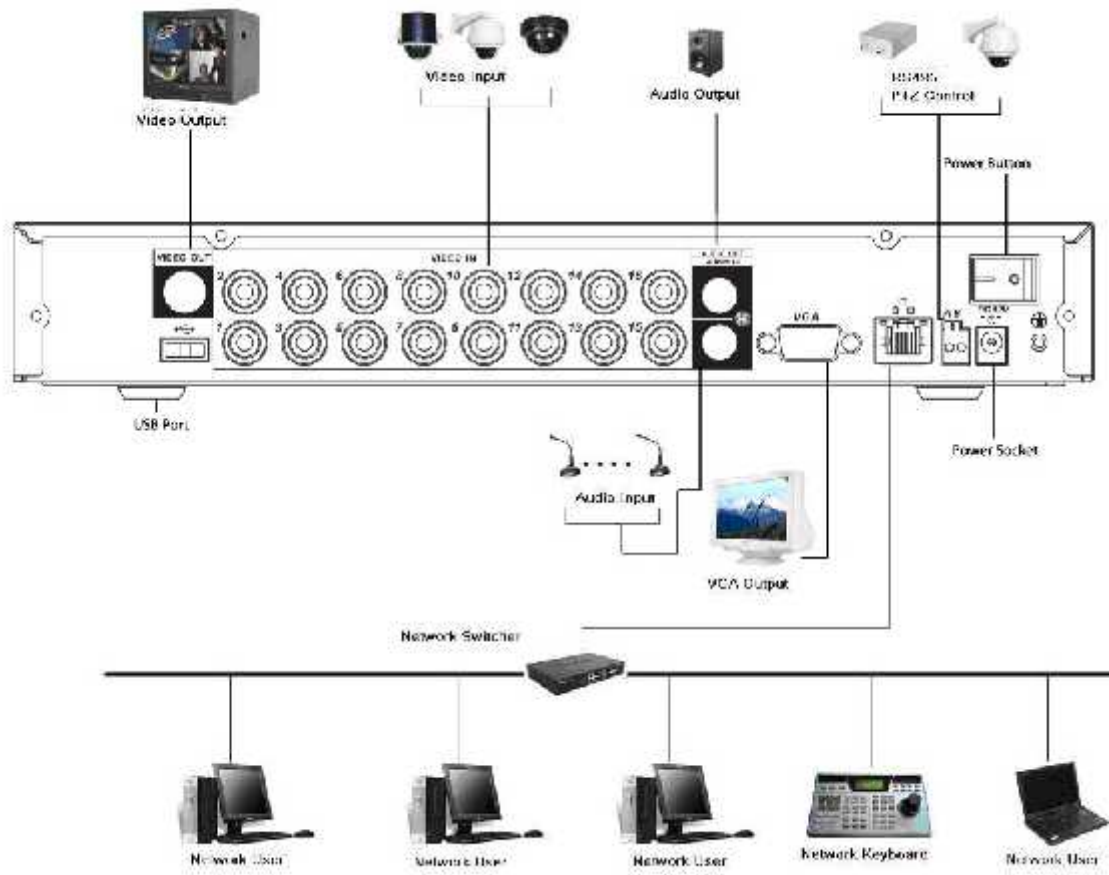 Video Output
Video Input
Audio Output
RS485
PTZ Control
Power Button
VIDEO OUT
VIDEO IN
2 4 6 8 10 12 14 16
1 3 5 7 9 11 13 15
VGA
A B
USB Port
Power Socket
Audio Input
VGA Output
Network Switcher
Network User
Network User
Network User
Network Keyboard
Network User